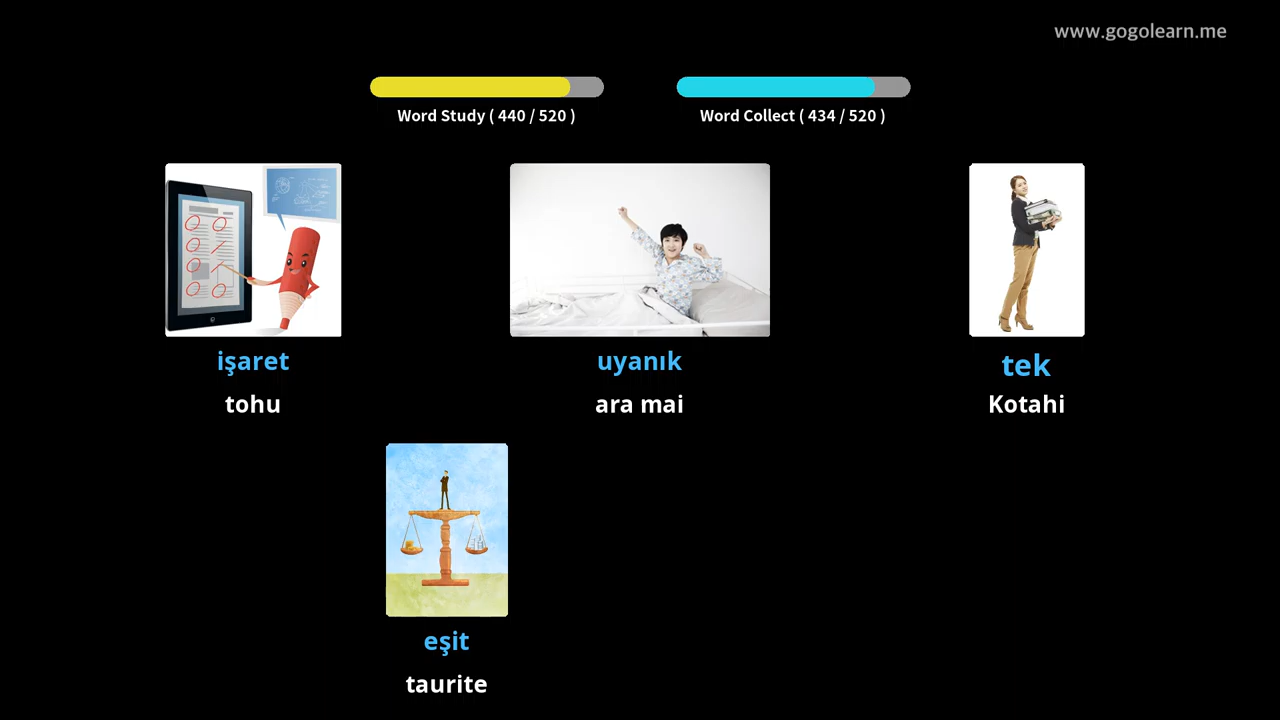 www.gogolearn.me
Word Study ( 440 / 520 )
Word Collect ( 434 / 520 )
işaret
tohu
uyanık
ara mai
tek
Kotahi
eşit
taurite